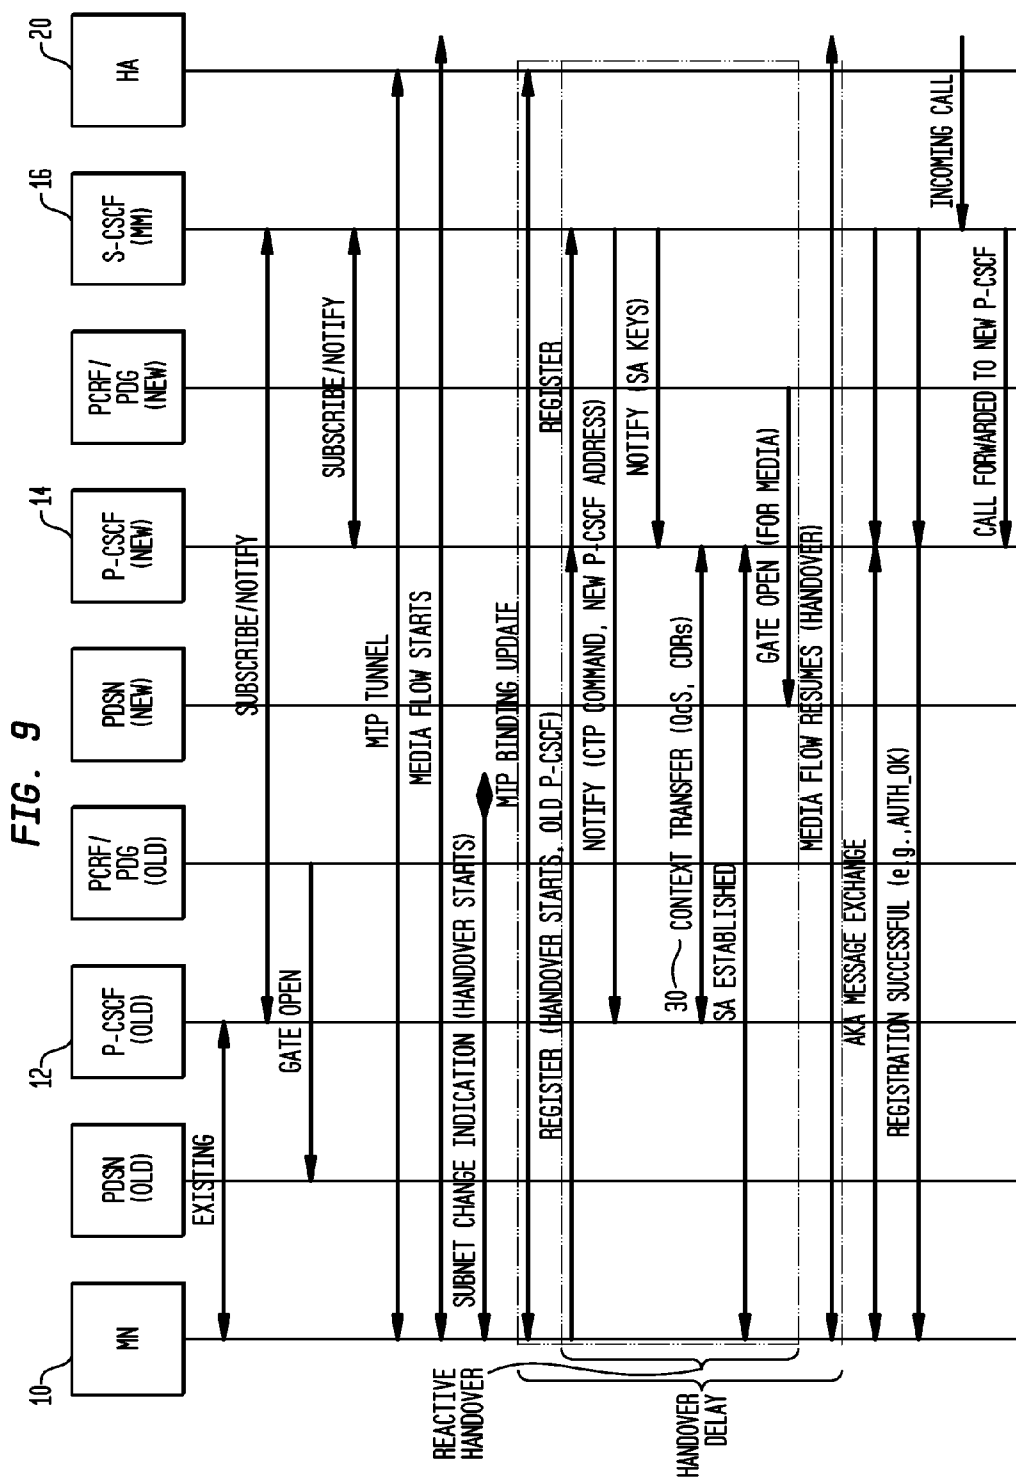 FIG. 9
10
MN
PDSN
(OLD)
12
P-CSCF
(OLD)
PCRF/
PDG
(OLD)
PDSN
(NEW)
14
P-CSCF
(NEW)
PCRF/
PDG
(NEW)
16
S-CSCF
(MM)
20
HA
EXISTING
SUBSCRIBE/NOTIFY
GATE OPEN
SUBSCRIBE/NOTIFY
MIP TUNNEL
MEDIA FLOW STARTS
SUBNET CHANGE INDICATION (HANDOVER STARTS)
MIP BINDING UPDATE
REACTIVE
HANDOVER
REGISTER (HANDOVER STARTS, OLD P-CSCF)
REGISTER
NOTIFY (CTP COMMAND, NEW P-CSCF ADDRESS)
NOTIFY (SA KEYS)
30
CONTEXT TRANSFER (QoS, CDRs)
HANDOVER
DELAY
SA ESTABLISHED
GATE OPEN (FOR MEDIA)
MEDIA FLOW RESUMES (HANDOVER)
AKA MESSAGE EXCHANGE
REGISTRATION SUCCESSFUL (e.g.,AUTH_OK)
INCOMING CALL
CALL FORWARDED TO NEW P-CSCF